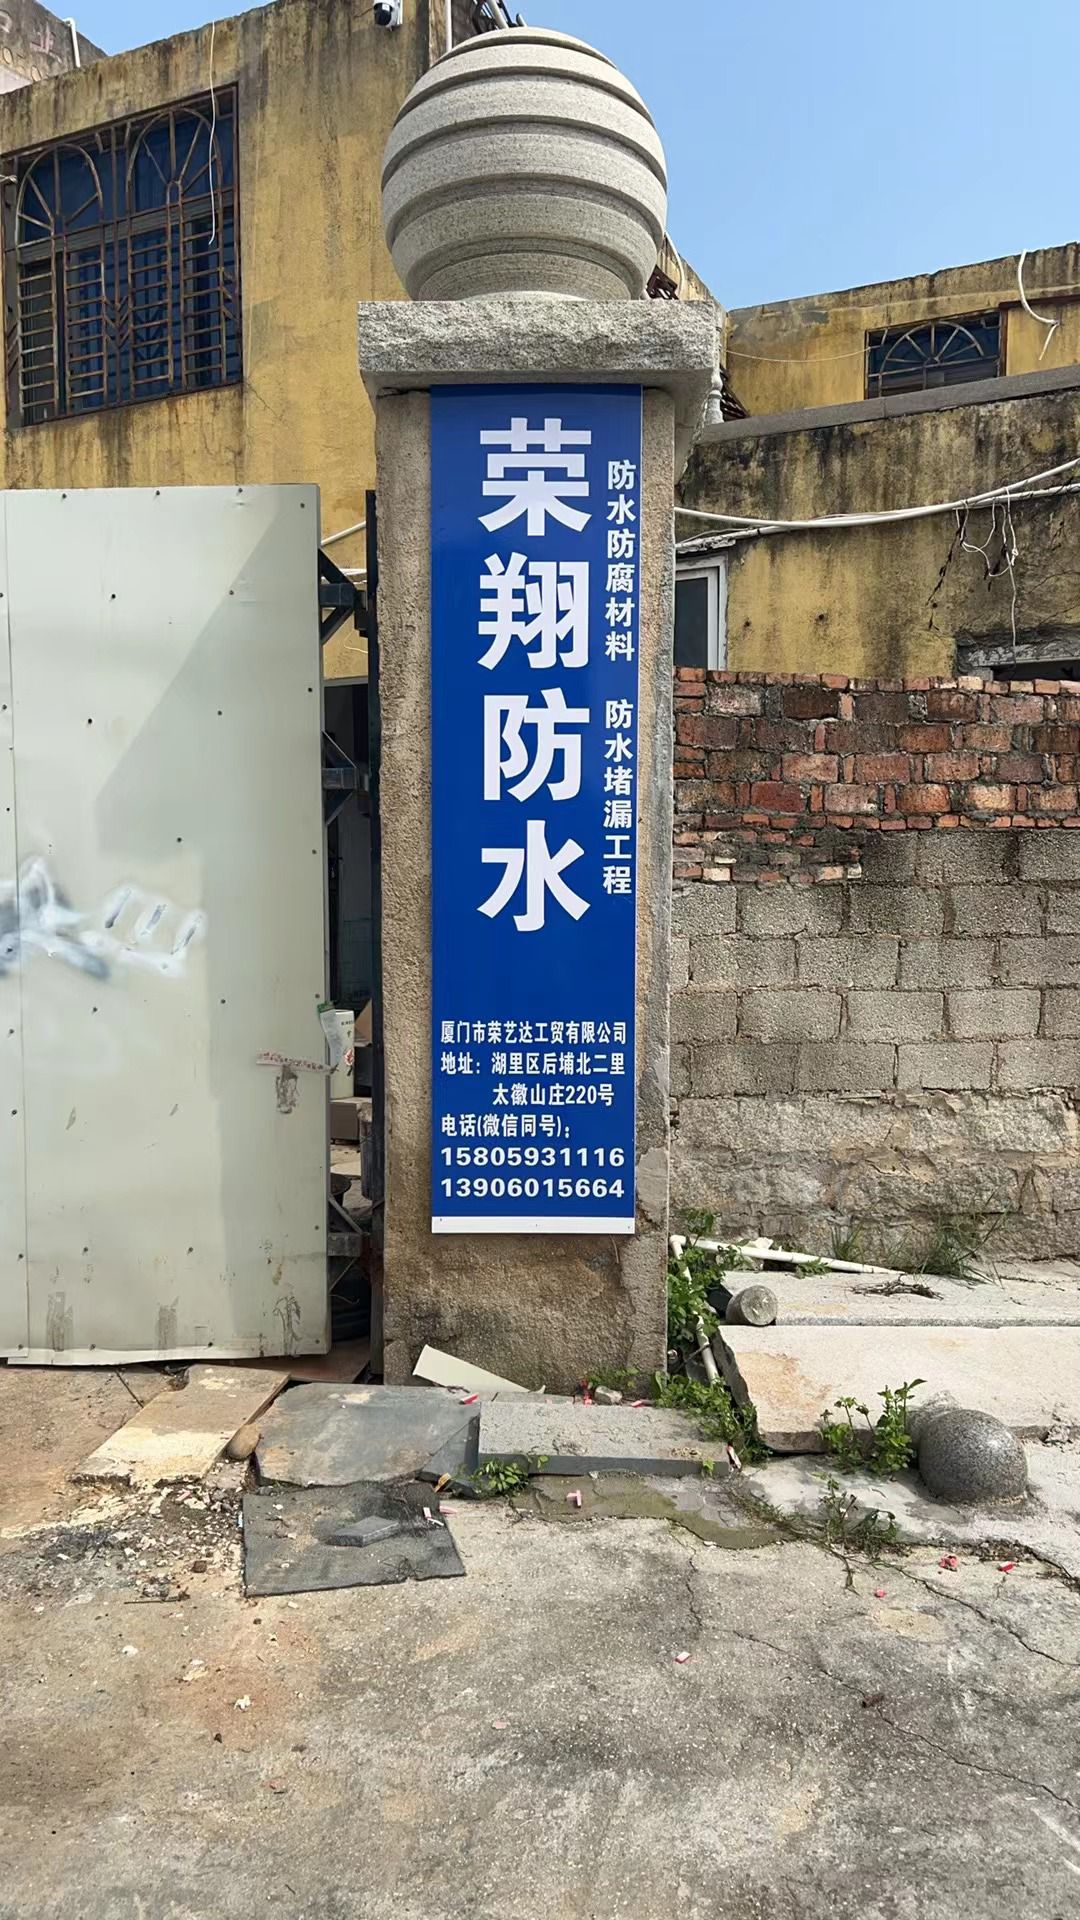 荣翔防水
防水防腐材料 防水堵漏工程
厦门市荣艺达工贸有限公司
地址：湖里区后埔北二里
太徽山庄220号
电话(微信同号)：
15805931116
13906015664